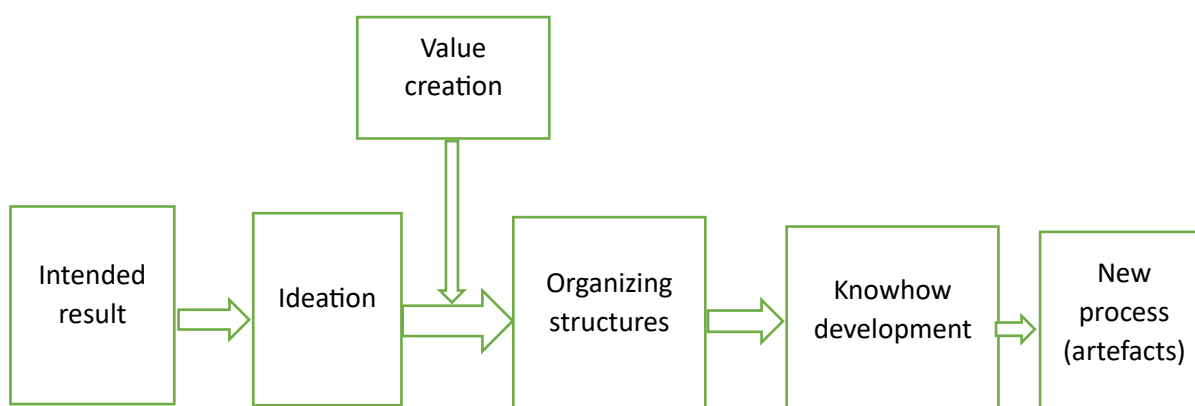 Value
creation
Intended
result
Ideation
Organizing
structures
Knowhow
development
New
process
(artefacts)